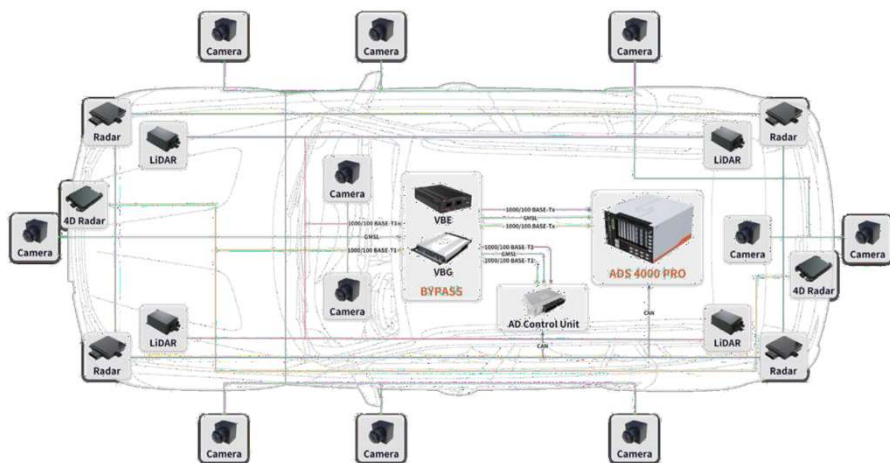 Camera
Camera
Camera
Radar
Radar
LiDAR
LiDAR
Camera
4D Radar
VBE
1000/100 BASE-Tx
GMSL
1000/100 BASE-Tx
1000/100 BASE-T1
GMSL
1000/100 BASE-T1
Camera
Camera
Camera
VBG
1000/100 BASE-T1
GMSL
1000/100 BASE-T1
ADS 4000 PRO
4D Radar
BYPASS
Camera
CAN
AD Control Unit
LiDAR
LiDAR
CAN
Radar
Radar
Camera
Camera
Camera